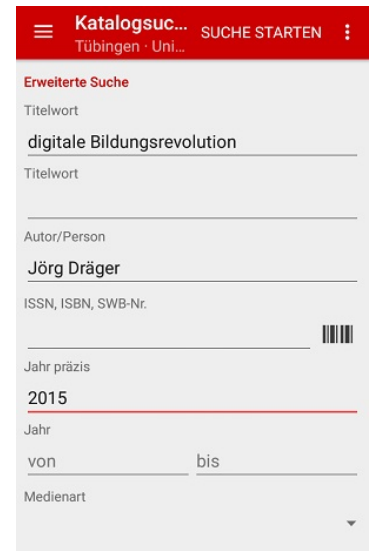 Katalogsuc...
SUCHE STARTEN
Tübingen · Uni...
Erweiterte Suche
Titelwort
digitale Bildungsrevolution
Titelwort
Autor/Person
Jörg Dräger
ISSN, ISBN, SWB-Nr.
Jahr präzis
2015
Jahr
von bis
Medienart